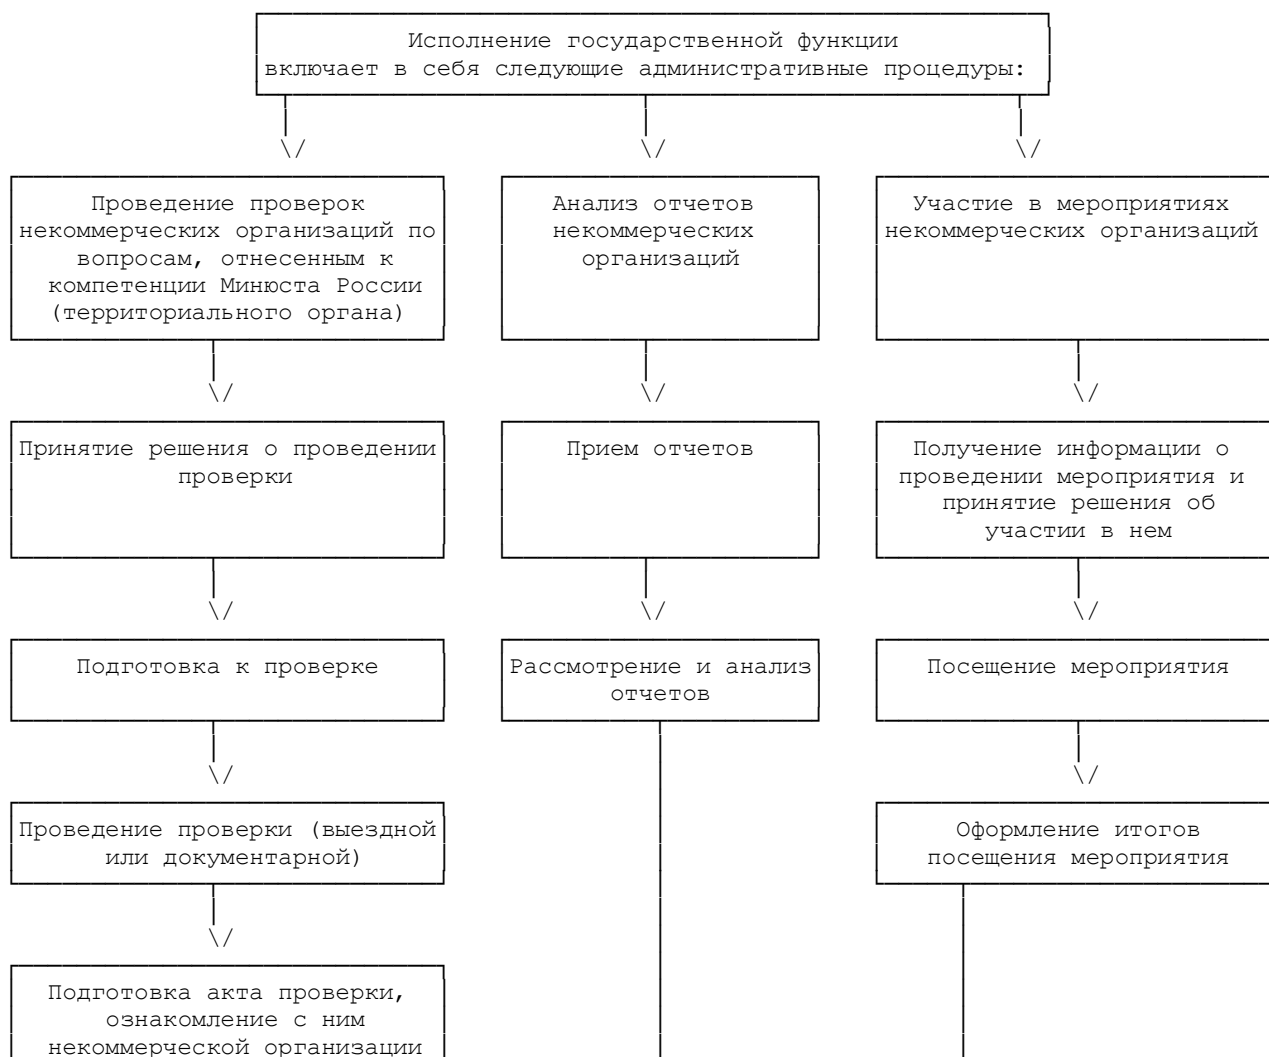 Исполнение государственной функции
включает в себя следующие административные процедуры:
Проведение проверок
некоммерческих организаций по
вопросам, отнесенным к
компетенции Минюста России
(территориального органа)
Анализ отчетов
некоммерческих
организаций
Участие в мероприятиях
некоммерческих организаций
Принятие решения о проведении
проверки
Прием отчетов
Получение информации о
проведении мероприятия и
принятие решения об
участии в нем
Подготовка к проверке
Рассмотрение и анализ
отчетов
Посещение мероприятия
Проведение проверки (выездной
или документарной)
Оформление итогов
посещения мероприятия
Подготовка акта проверки,
ознакомление с ним
некоммерческой организации